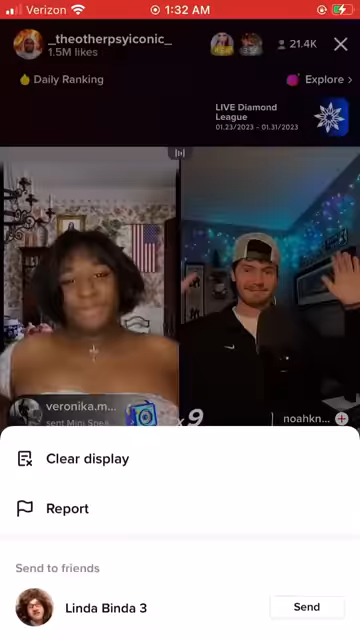 Verizon
1:32 AM
_theotherpsyiconic_
1.5M likes
21.4K
Daily Ranking
Explore >
LIVE Diamond
League
01/23/2023 - 01/31/2023
veronika.m...
sent Mini Spea
x9
noahkn...
Clear display
Report
Send to friends
Linda Binda 3
Send